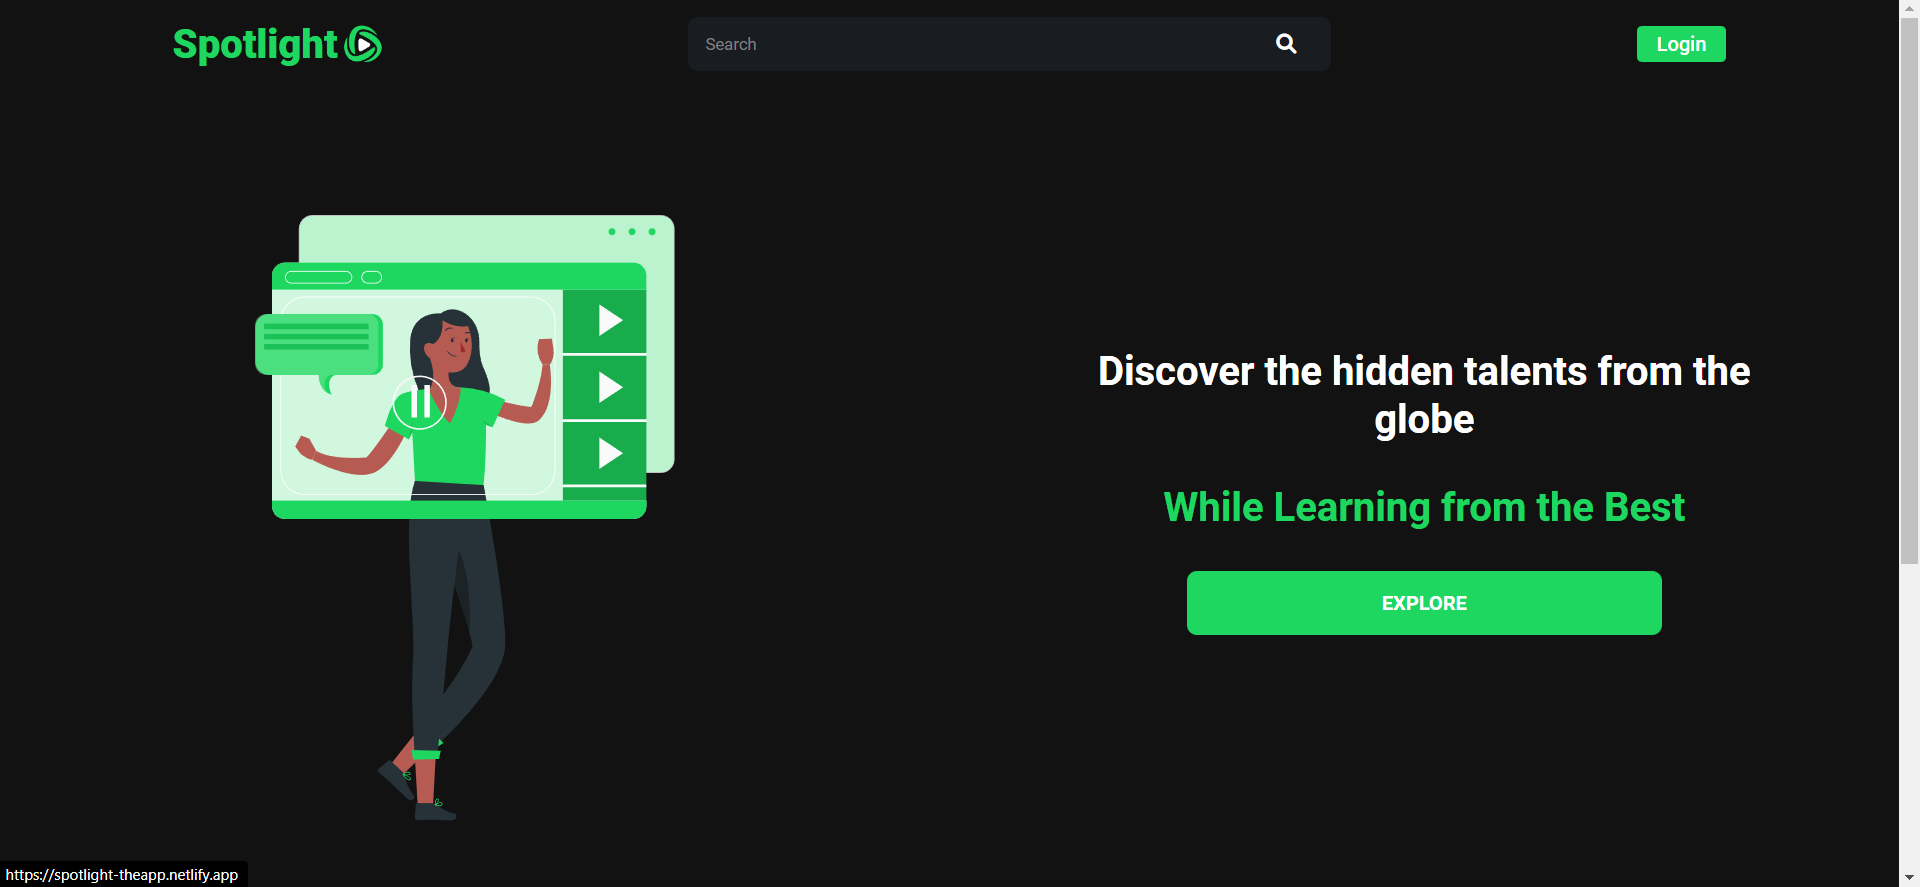 Spotlight
Search
Login
Discover the hidden talents from the
globe
While Learning from the Best
EXPLORE
https://spotlight-theapp.netlify.app